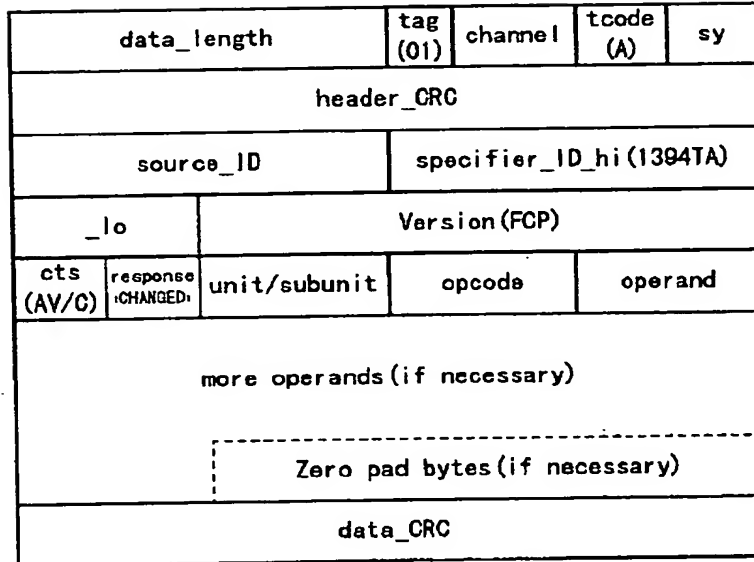 data_length tag (01) channel tcode (A) sy
header_CRC
source_ID specifier_ID_hi(1394TA)
_lo Version(FCP)
cts (AV/C) response :CHANGED: unit/subunit opcode operand
more operands(if necessary)
Zero pad bytes(if necessary)
data_CRC